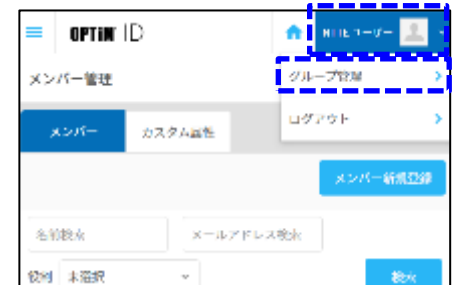 OPTiM ID
ユーザー
メンバー管理
グループ管理
ログアウト
メンバー
カスタム属性
メンバー新規登録
名前検索
メールアドレス検索
役割
未選択
検索